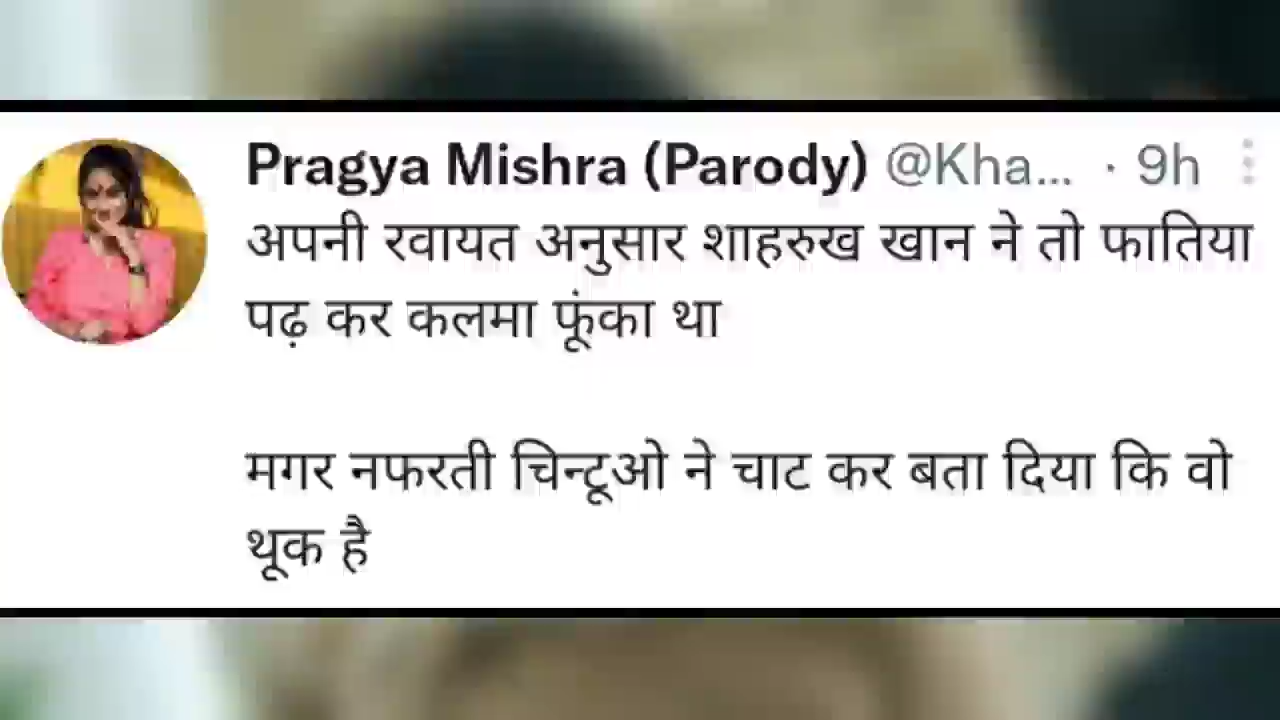 Pragya Mishra (Parody) @Kha... · 9h
अपनी रवायत अनुसार शाहरुख खान ने तो फातिया
पढ़ कर कलमा फूंका था
मगर नफरती चिन्टूओ ने चाट कर बता दिया कि वो
थूक है